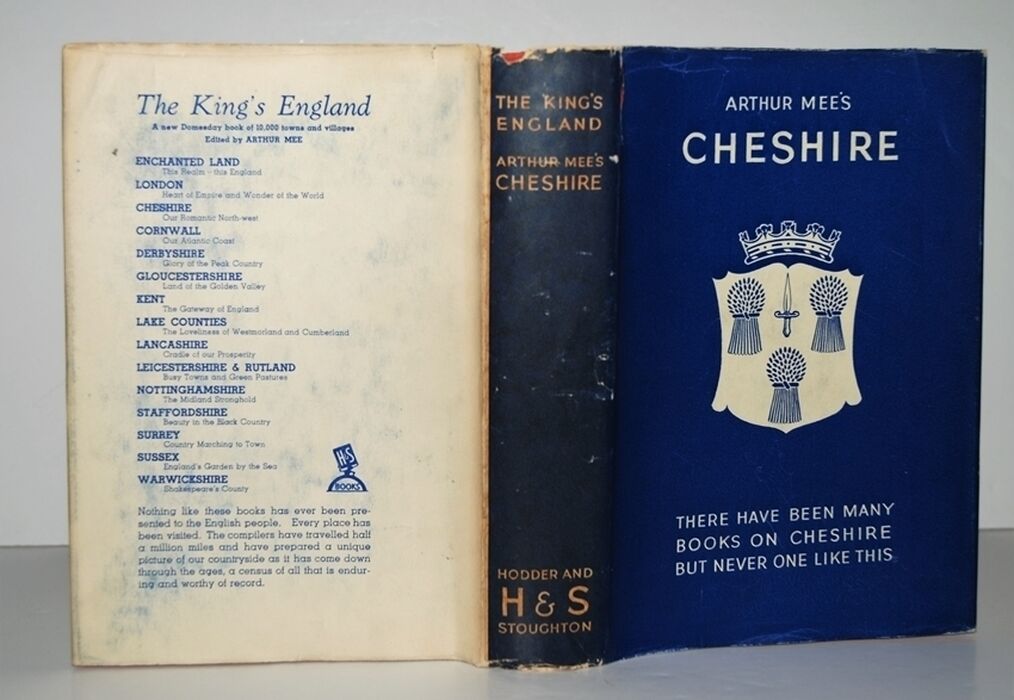 The King's England
A new Domesday book of 10,000 towns and villages
Edited by ARTHUR MEE
ENCHANTED LAND
This Realm - this England
LONDON
Heart of Empire and Wonder of the World
CHESHIRE
Our Romantic North-west
CORNWALL
Our Atlantic Coast
DERBYSHIRE
Glory of the Peak Country
GLOUCESTERSHIRE
Land of the Golden Valley
KENT
The Gateway of England
LAKE COUNTIES
The Loveliness of Westmorland and Cumberland
LANCASHIRE
Cradle of our Prosperity
LEICESTERSHIRE & RUTLAND
Busy Towns and Green Pastures
NOTTINGHAMSHIRE
The Midland Stronghold
STAFFORDSHIRE
Beauty in the Black Country
SURREY
Country Marching to Town
SUSSEX
England's Garden by the Sea
WARWICKSHIRE
Shakespeare's County
H&S
BOOKS
Nothing like these books has ever been pre-
sented to the English people. Every place has
been visited. The compilers have travelled half
a million miles and have prepared a unique
picture of our countryside as it has come down
through the ages, a census of all that is endur-
ing and worthy of record.
THE KING'S
ENGLAND
ARTHUR MEE'S
CHESHIRE
HODDER AND
H & S
STOUGHTON
ARTHUR MEE'S
CHESHIRE
THERE HAVE BEEN MANY
BOOKS ON CHESHIRE
BUT NEVER ONE LIKE THIS